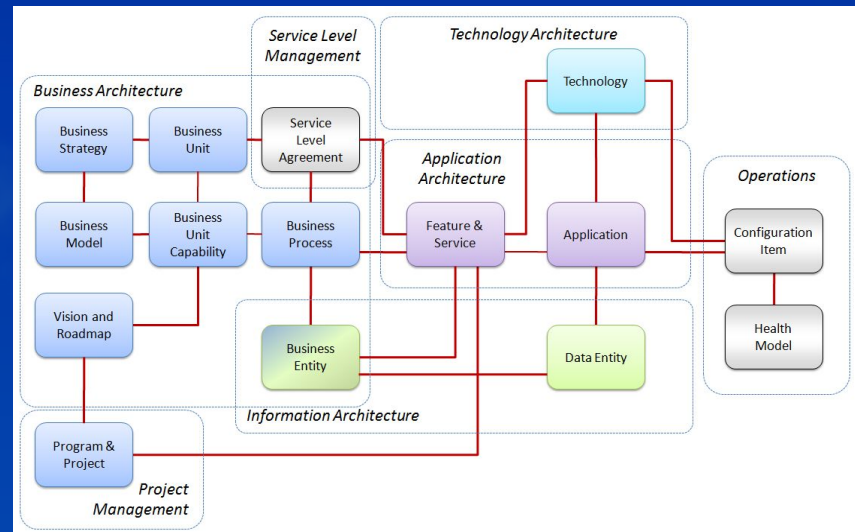 Service Level
Management
Technology Architecture
Technology
Business Architecture
Business
Strategy
Business
Unit
Service
Level
Agreement
Application
Architecture
Operations
Business
Model
Business
Unit
Capability
Business
Process
Feature &
Service
Application
Configuration
Item
Vision and
Roadmap
Business
Entity
Data Entity
Health
Model
Information Architecture
Program &
Project
Project
Management